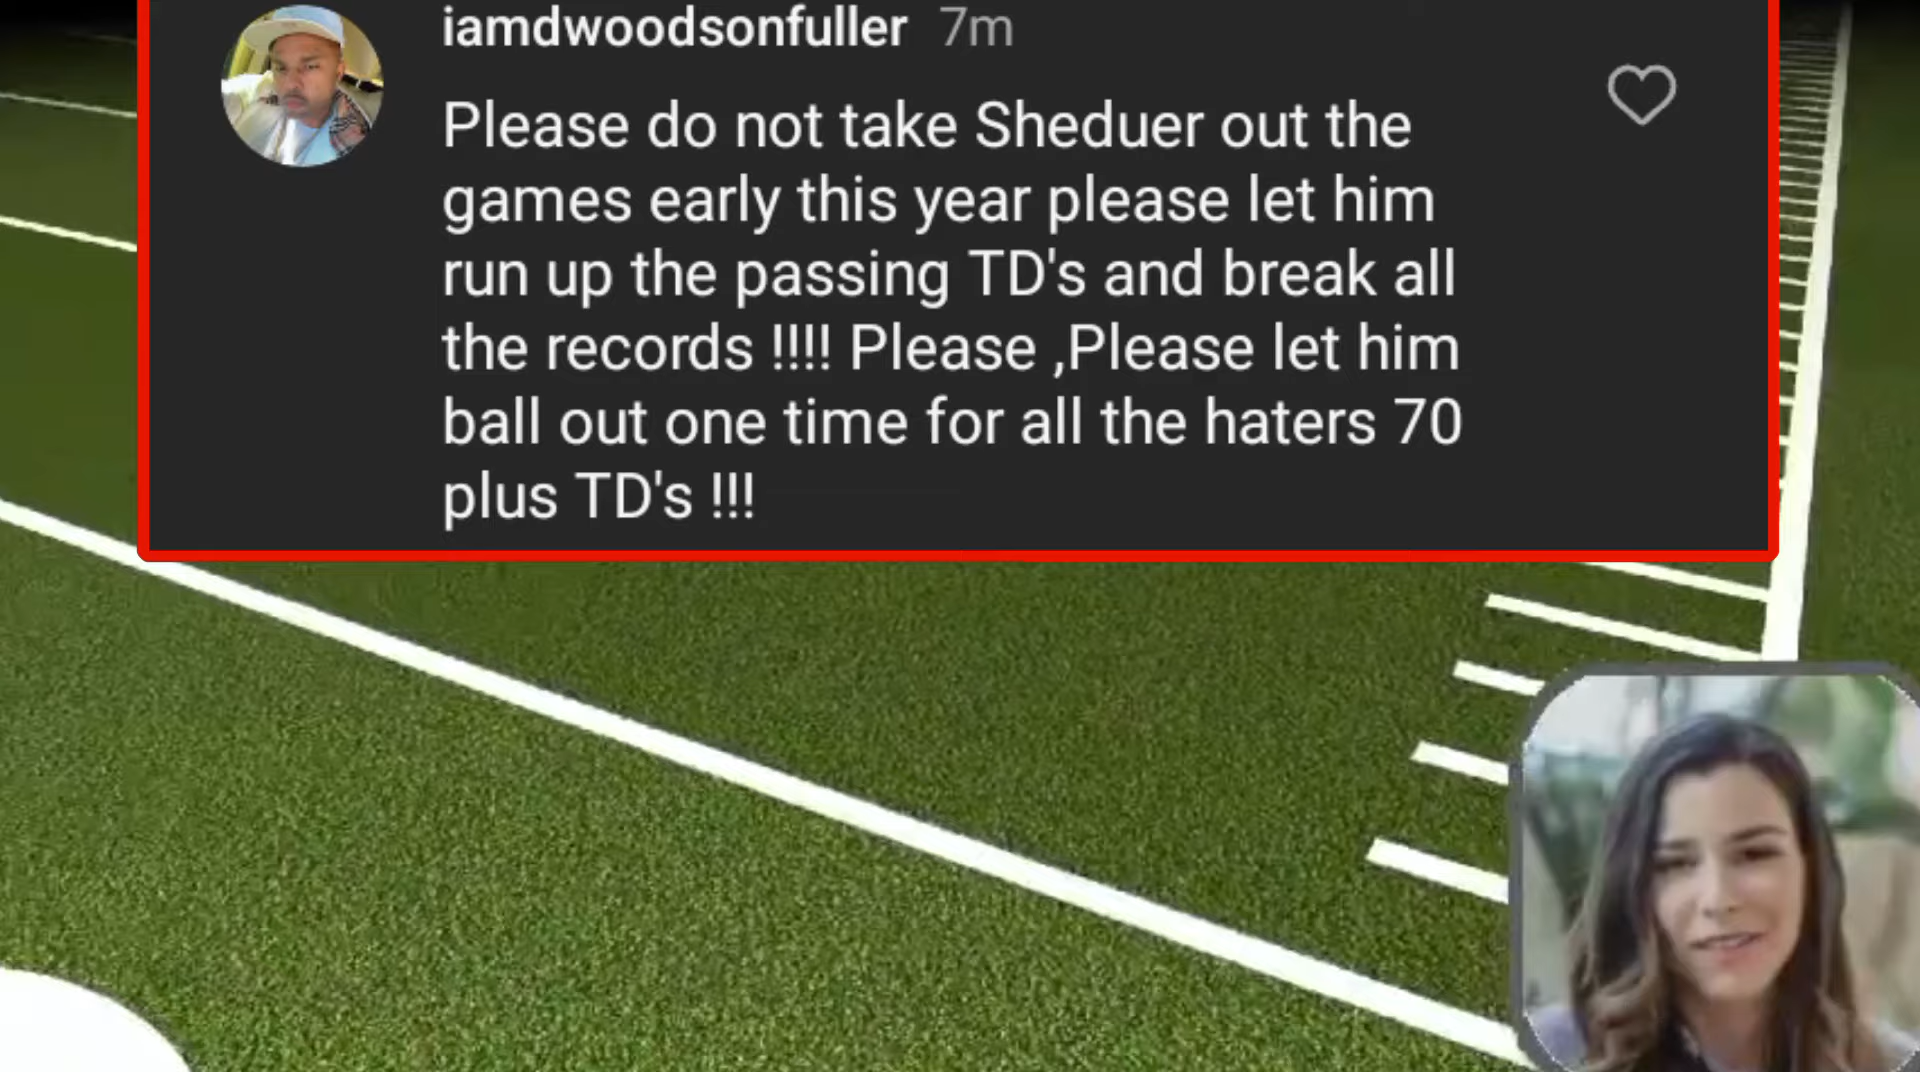 iamdwoodsonfuller 7m
Please do not take Sheduer out the
games early this year please let him
run up the passing TD's and break all
the records !!!! Please ,Please let him
ball out one time for all the haters 70
plus TD's !!!